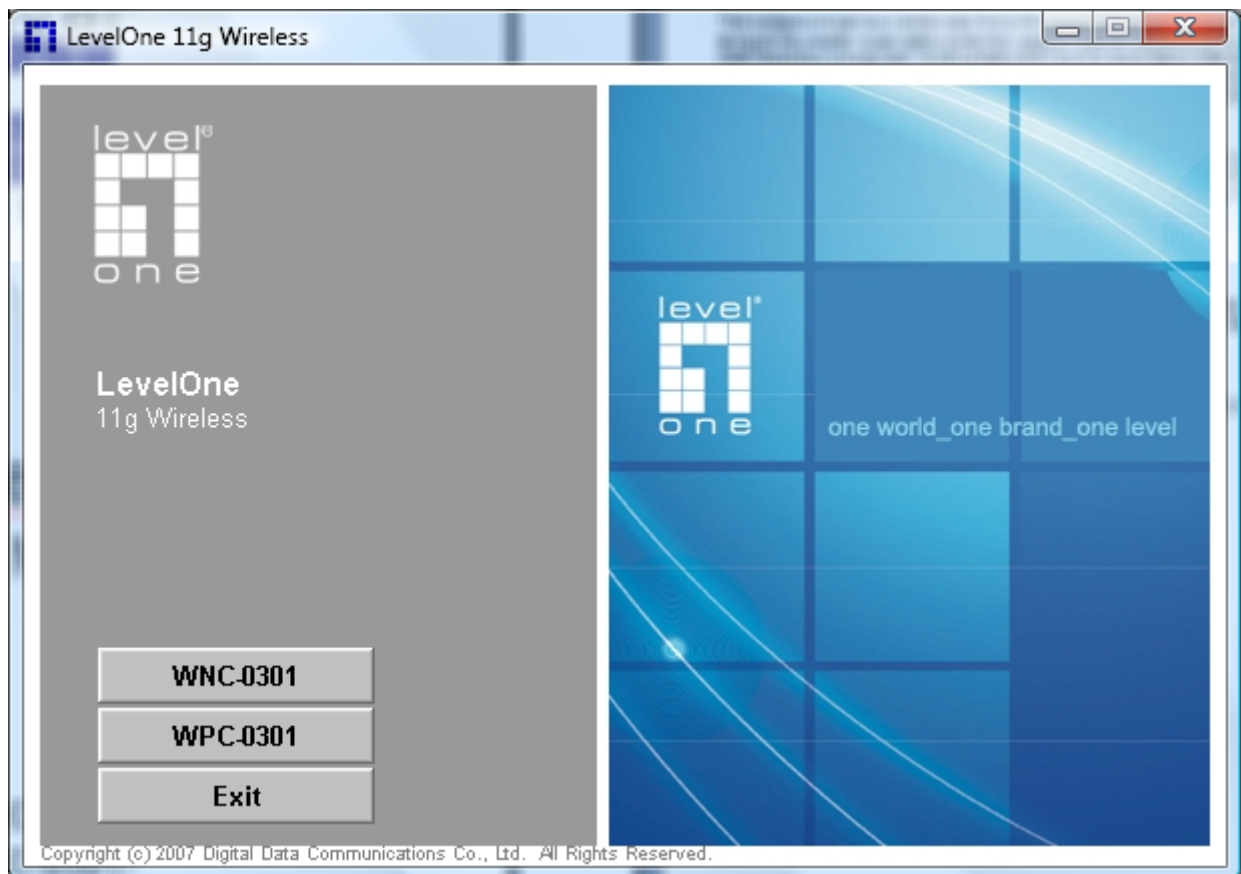 LevelOne 11g Wireless
level®
one
LevelOne
11g Wireless
WNC-0301
WPC-0301
Exit
level®
one
one world_one brand_one level
Copyright (c) 2007 Digital Data Communications Co., Ltd. All Rights Reserved.